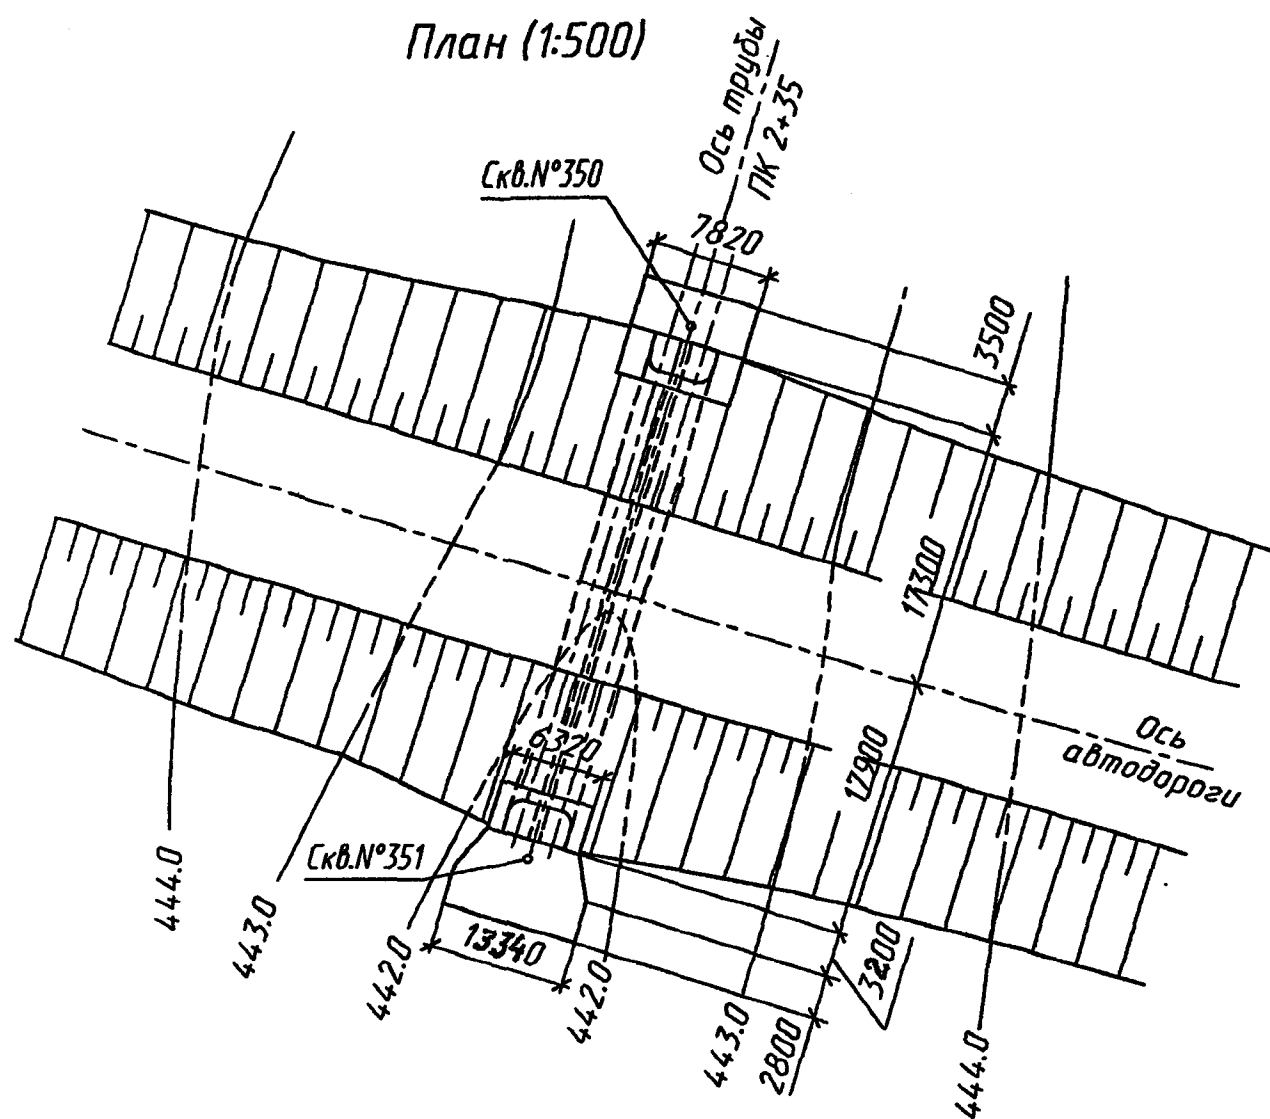 План (1:500)
Ось трубы
ПК 2+35
Скв.N°350
7820
3500
17300
Ось
автодороги
17900
6320
Скв.N°351
13340
3200
2800
444.0
443.0
442.0
442.0
443.0
444.0